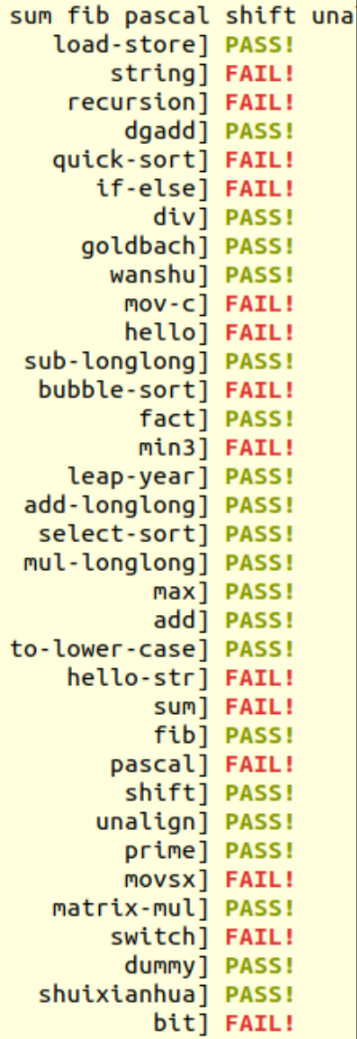 sum fib pascal shift una
load-store] PASS!
string] FAIL!
recursion] FAIL!
dgadd] PASS!
quick-sort] FAIL!
if-else] FAIL!
div] PASS!
goldbach] PASS!
wanshu] PASS!
mov-c] FAIL!
hello] FAIL!
sub-longlong] PASS!
bubble-sort] FAIL!
fact] PASS!
min3] FAIL!
leap-year] PASS!
add-longlong] PASS!
select-sort] PASS!
mul-longlong] PASS!
max] PASS!
add] PASS!
to-lower-case] PASS!
hello-str] FAIL!
sum] FAIL!
fib] PASS!
pascal] FAIL!
shift] PASS!
unalign] PASS!
prime] PASS!
movsx] FAIL!
matrix-mul] PASS!
switch] FAIL!
dummy] PASS!
shuixianhua] PASS!
bit] FAIL!